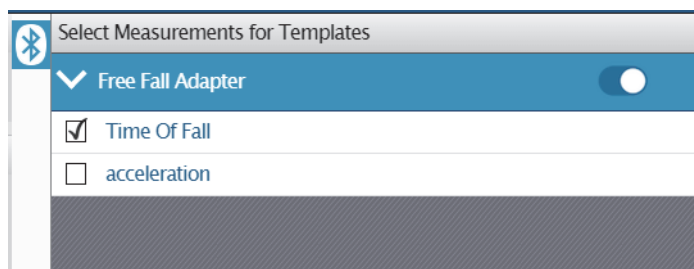 Select Measurements for Templates
Free Fall Adapter
Time Of Fall
acceleration